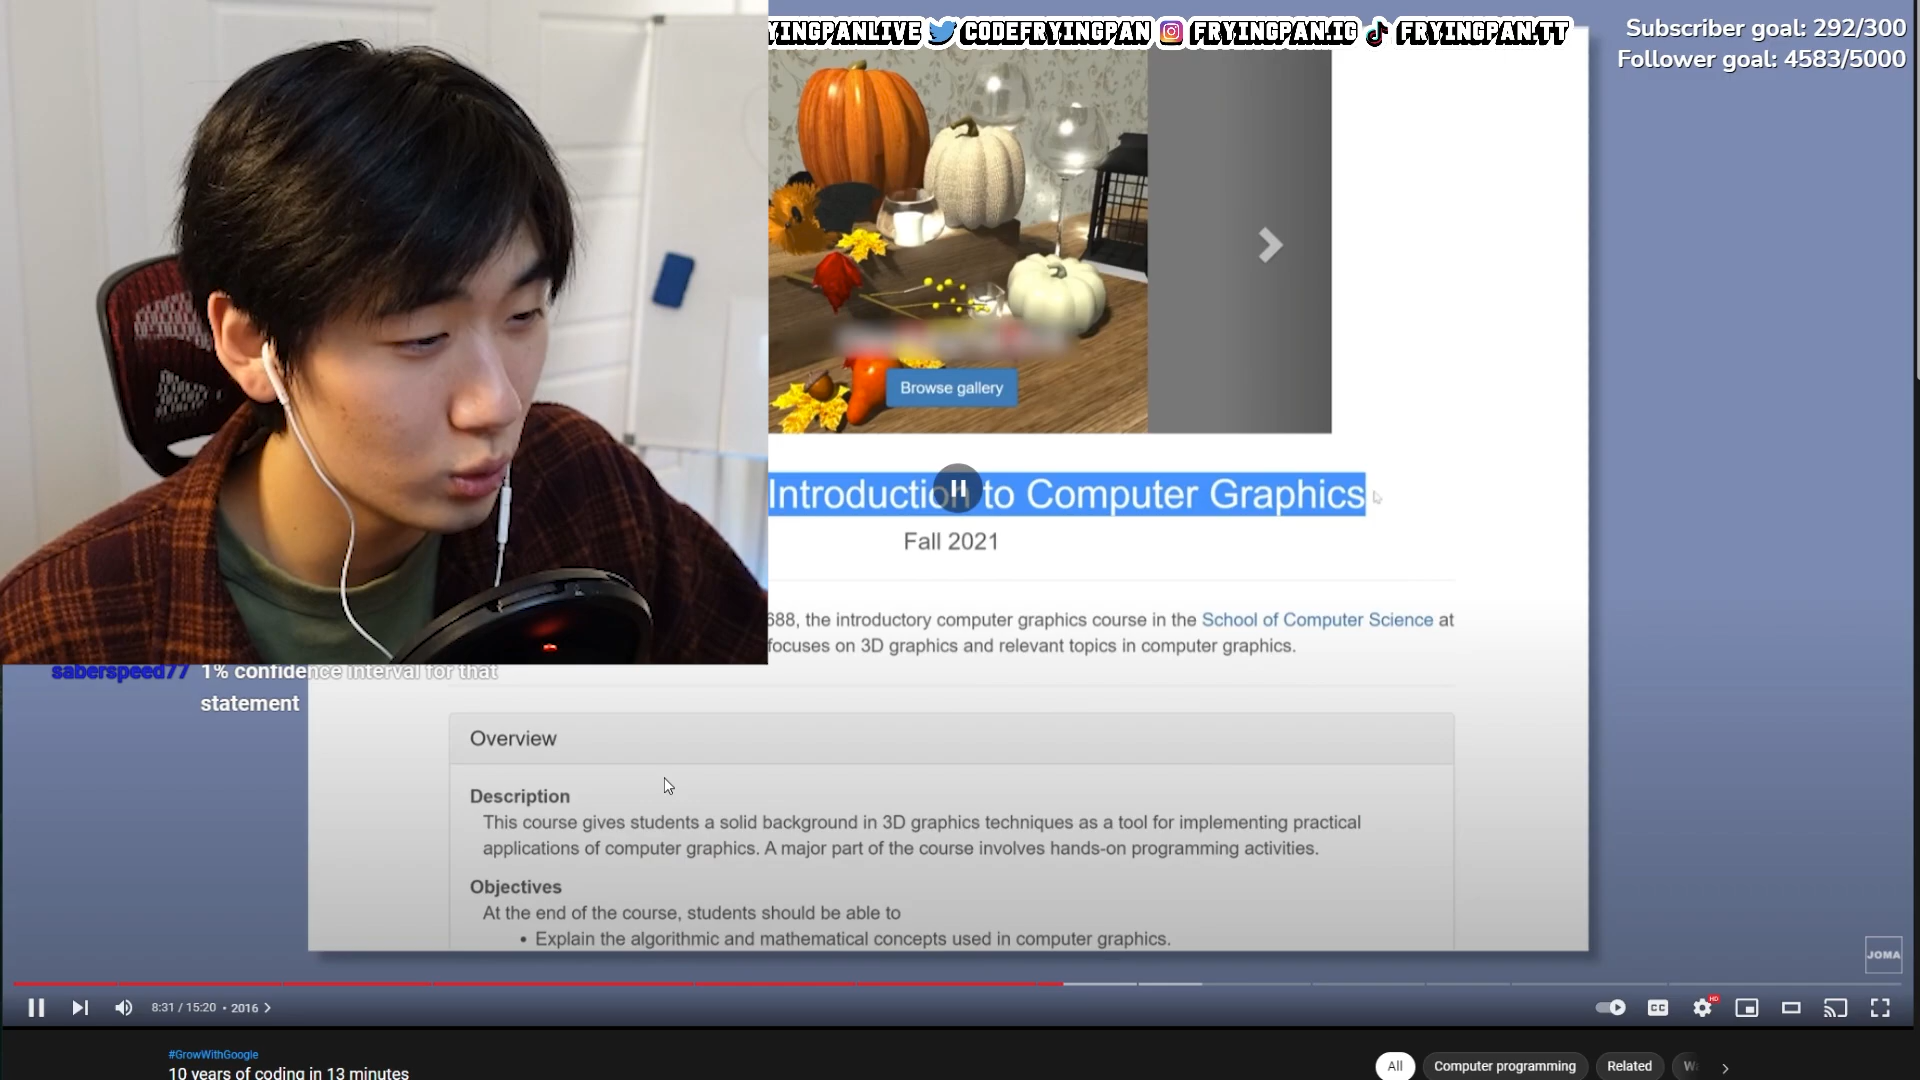 YINGPANLIVE CODEFRYINGPAN FRYINGPAN.IG FRYINGPAN.TT
Subscriber goal: 292/300
Follower goal: 4583/5000
Browse gallery
Introduction to Computer Graphics
Fall 2021
688, the introductory computer graphics course in the School of Computer Science at
focuses on 3D graphics and relevant topics in computer graphics.
saberspeed77 1% confidence interval for that
statement
Overview
Description
This course gives students a solid background in 3D graphics techniques as a tool for implementing practical
applications of computer graphics. A major part of the course involves hands-on programming activities.
Objectives
At the end of the course, students should be able to
• Explain the algorithmic and mathematical concepts used in computer graphics.
JOMA
8:31 / 15:20 • 2016
CC
HD
#GrowWithGoogle
10 years of coding in 13 minutes
All Computer programming Related